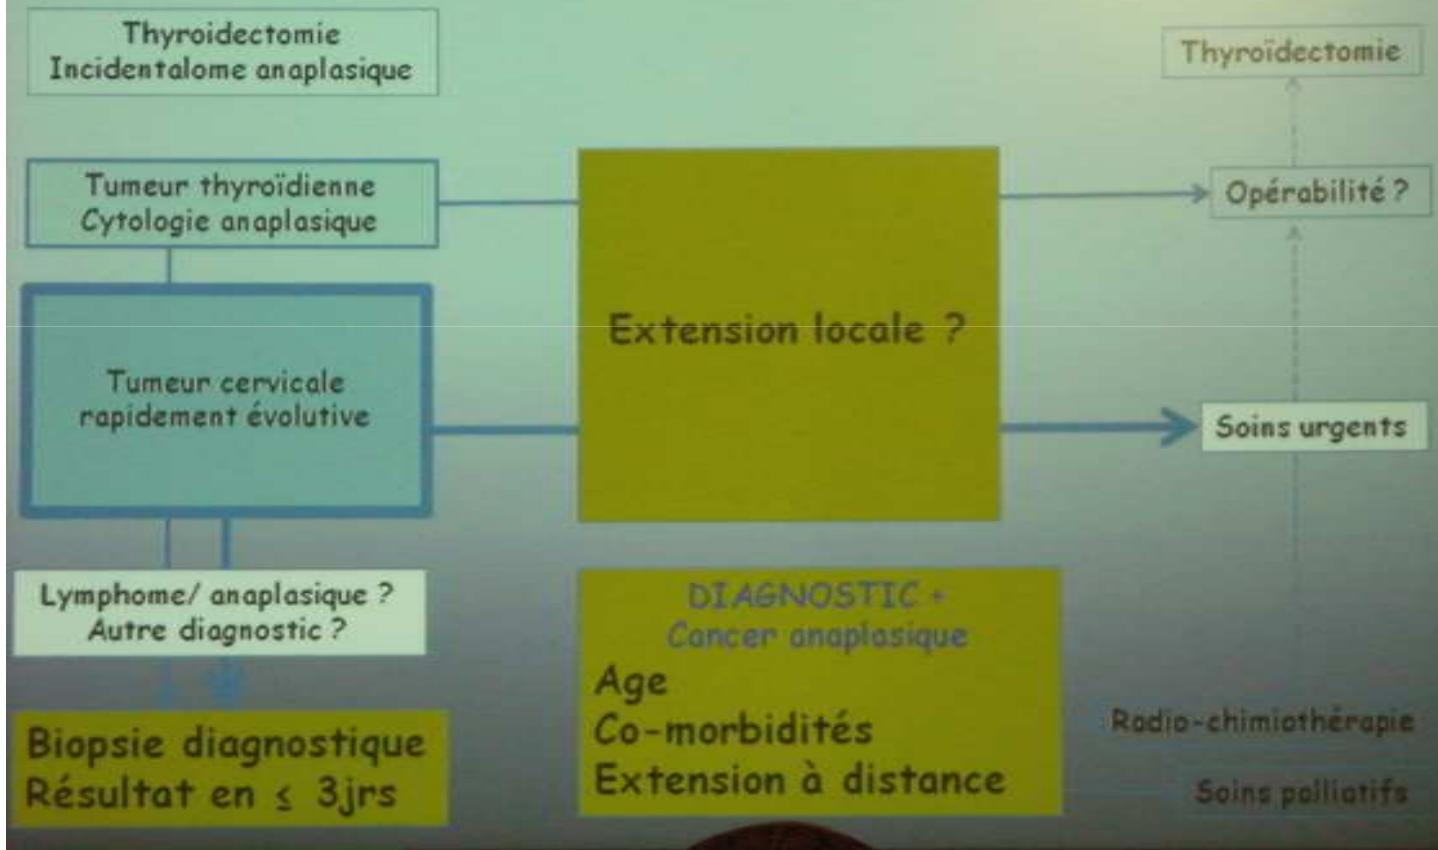 Thyroidectomie
Incidentalome anaplasique
Thyroïdectomie
Tumeur thyroïdienne
Cytologie anaplasique
Opérabilité ?
Extension locale ?
Tumeur cervicale
rapidement évolutive
Soins urgents
Lymphome/ anaplasique ?
Autre diagnostic ?
DIAGNOSTIC +
Cancer anaplasique
Age
Co-morbidités
Extension à distance
Biopsie diagnostique
Résultat en ≤ 3jrs
Radio-chimiothérapie
Soins palliatifs